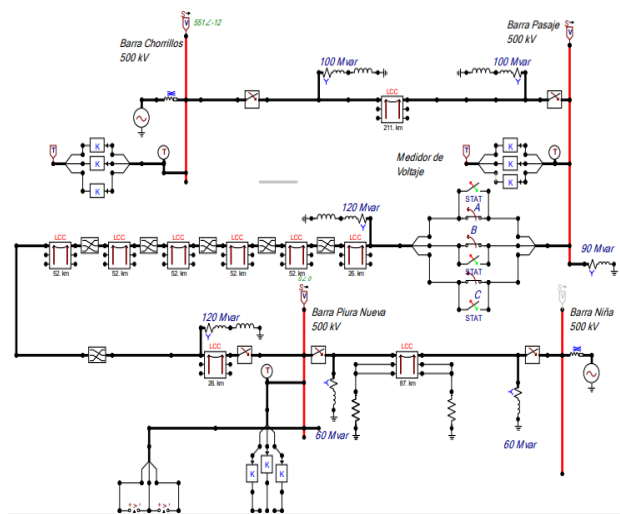 551∠-12
Barra Chorrillos
500 kV
Barra Pasaje
500 kV
100 Mvar
Y
100 Mvar
Y
LCC
211. km
T
K
K
K
T
Medidor de
Voltaje
T
K
K
K
T
120 Mvar
Y
STAT
A
B
STAT
C
STAT
90 Mvar
Y
LCC
52. km
LCC
52. km
LCC
52. km
LCC
52. km
LCC
52. km
LCC
26. km
Barra Piura Nueva
500 kV
Barra Niña
500 kV
120 Mvar
Y
LCC
26. km
LCC
87. km
T
Y
60 Mvar
Y
60 Mvar
K
K
K